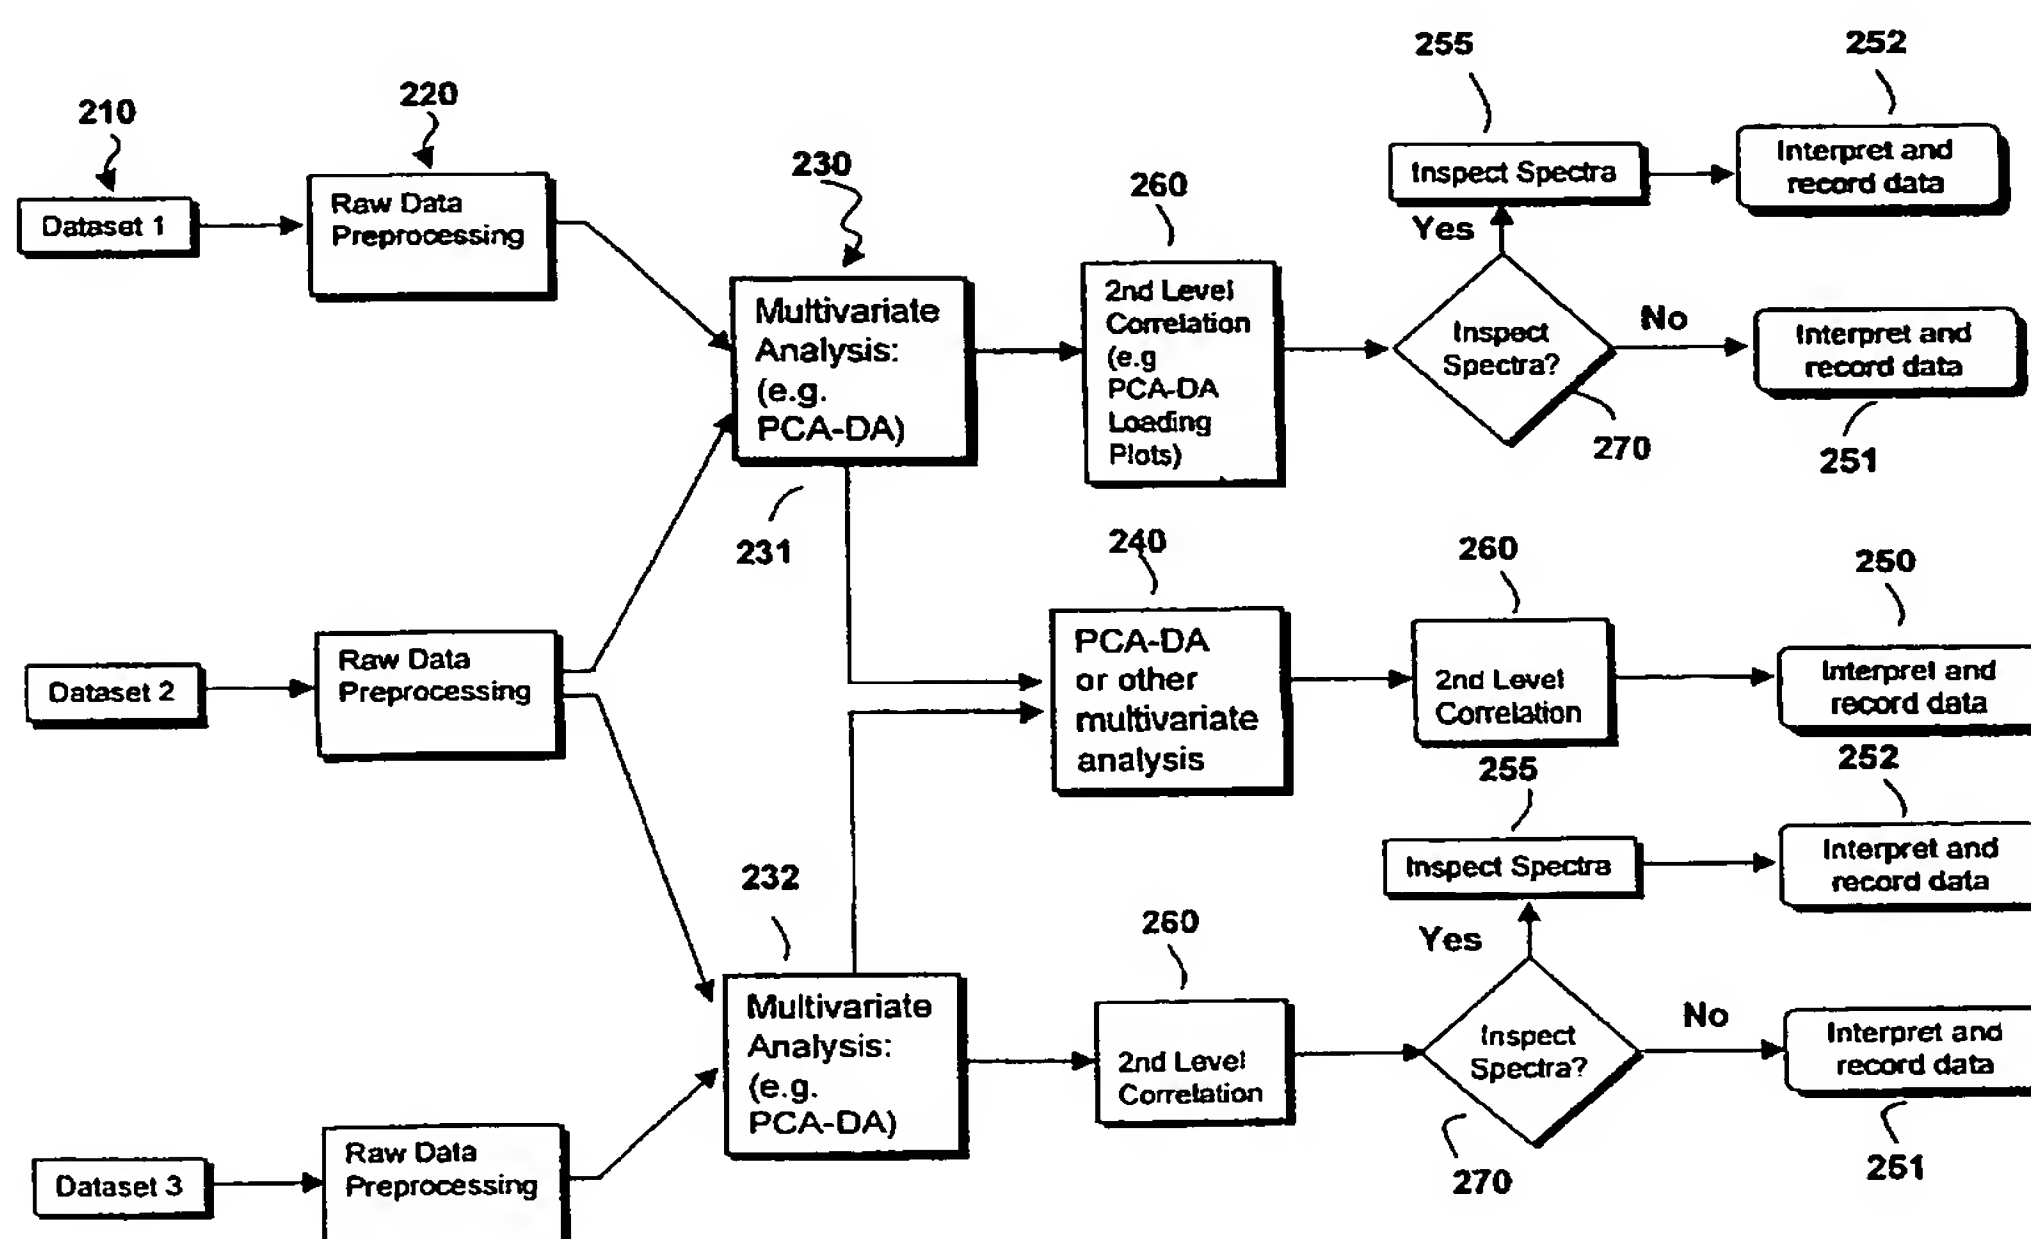 210
Dataset 1
220
Raw Data
Preprocessing
230
Multivariate
Analysis:
(e.g.
PCA-DA)
231
260
2nd Level
Correlation
(e.g
PCA-DA
Loading
Plots)
Inspect
Spectra?
270
Yes
255
Inspect Spectra
252
Interpret and
record data
No
Interpret and
record data
251
Dataset 2
Raw Data
Preprocessing
240
PCA-DA
or other
multivariate
analysis
260
2nd Level
Correlation
250
Interpret and
record data
Dataset 3
Raw Data
Preprocessing
232
Multivariate
Analysis:
(e.g.
PCA-DA)
260
2nd Level
Correlation
Inspect
Spectra?
270
Yes
255
Inspect Spectra
252
Interpret and
record data
No
Interpret and
record data
251